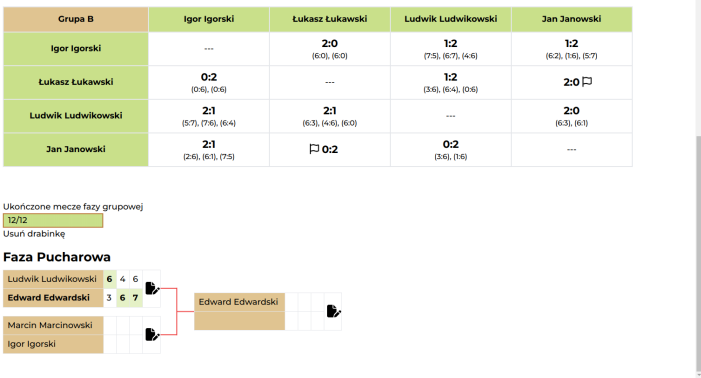 Grupa B Igor Igorski Łukasz Łukawski Ludwik Ludwikowski Jan Janowski
Igor Igorski --- 2:0 1:2 1:2
(6:0), (6:0) (7:5), (6:7), (4:6) (6:2), (1:6), (5:7)
Łukasz Łukawski 0:2 --- 1:2 2:0
(0:6), (0:6) (3:6), (6:4), (0:6)
Ludwik Ludwikowski 2:1 2:1 --- 2:0
(5:7), (7:6), (6:4) (6:3), (4:6), (6:0) (6:3), (6:1)
Jan Janowski 2:1 0:2 0:2 ---
(2:6), (6:1), (7:5) (3:6), (1:6)
Ukończone mecze fazy grupowej
12/12
Usuń drabinkę
Faza Pucharowa
Ludwik Ludwikowski 6 4 6
Edward Edwardski 3 6 7
Edward Edwardski
Marcin Marcinowski
Igor Igorski